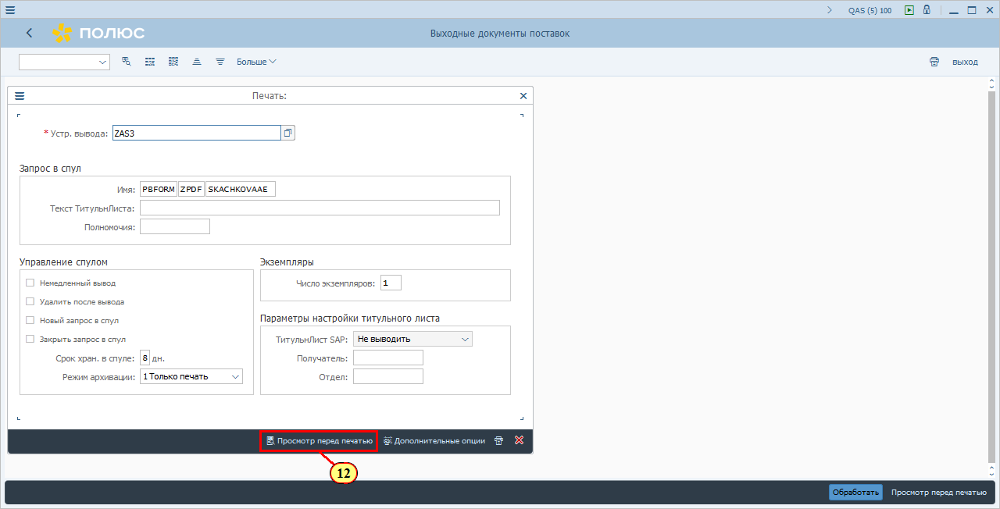 QAS (5) 100
ПОЛЮС
Выходные документы поставок
Больше
выход
Печать:
* Устр. вывода: ZAS3
Запрос в спул
Имя: PBFORM ZPDF SKACHKOVAAE
Текст ТитульнЛиста:
Полномочия:
Управление спулом
Немедленный вывод
Удалить после вывода
Новый запрос в спул
Закрыть запрос в спул
Срок хран. в спуле: 8 дн.
Режим архивации: 1 Только печать
Экземпляры
Число экземпляров: 1
Параметры настройки титульного листа
ТитульнЛист SAP: Не выводить
Получатель:
Отдел:
Просмотр перед печатью Дополнительные опции
12
Обработать Просмотр перед печатью